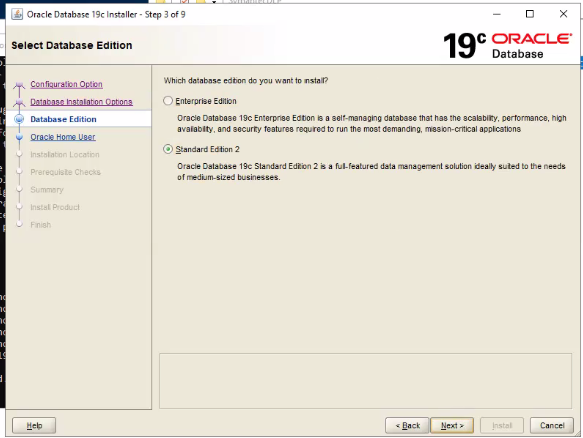 Oracle Database 19c Installer - Step 3 of 9
Select Database Edition
19c ORACLE
Database
Configuration Option
Database Installation Options
Database Edition
Oracle Home User
Installation Location
Prerequisite Checks
Summary
Install Product
Finish
Which database edition do you want to install?
Enterprise Edition
Oracle Database 19c Enterprise Edition is a self-managing database that has the scalability, performance, high
availability, and security features required to run the most demanding, mission-critical applications
Standard Edition 2
Oracle Database 19c Standard Edition 2 is a full-featured data management solution ideally suited to the needs
of medium-sized businesses.
Help
< Back
Next >
Install
Cancel